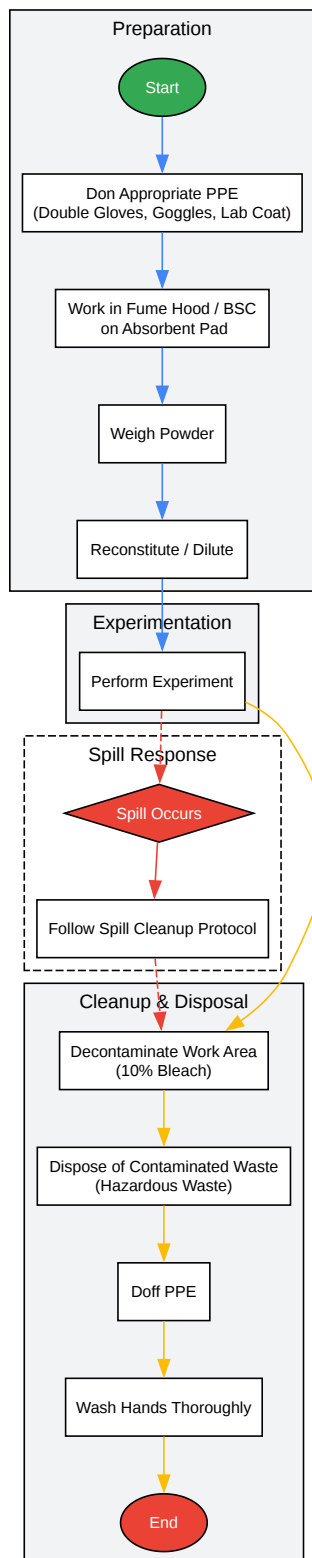 Preparation
Start
Don Appropriate PPE
(Double Gloves, Goggles, Lab Coat)
Work in Fume Hood / BSC
on Absorbent Pad
Weigh Powder
Reconstitute / Dilute
Experimentation
Perform Experiment
Spill Response
Spill Occurs
Follow Spill Cleanup Protocol
Cleanup & Disposal
Decontaminate Work Area
(10% Bleach)
Dispose of Contaminated Waste
(Hazardous Waste)
Doff PPE
Wash Hands Thoroughly
End